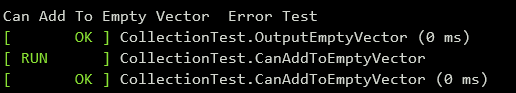 Can Add To Empty Vector  Error Test
[       OK ] CollectionTest.OutputEmptyVector (0 ms)
[ RUN      ] CollectionTest.CanAddToEmptyVector
[       OK ] CollectionTest.CanAddToEmptyVector (0 ms)